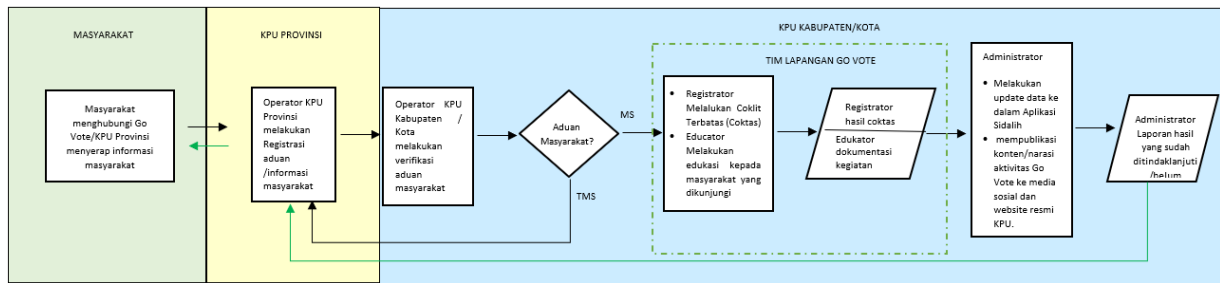 MASYARAKAT
KPU PROVINSI
KPU KABUPATEN/KOTA
TIM LAPANGAN GO VOTE
Masyarakat
menghubungi Go
Vote/KPU Provinsi
menyerap informasi
masyarakat
Operator KPU
Provinsi
melakukan
Registrasi
aduan
/informasi
masyarakat
Operator KPU
Kabupaten /
Kota
melakukan
verifikasi
aduan
masyarakat
Aduan
Masyarakat?
MS
TMS
• Registrator
Melalukan Coklit
Terbatas (Coktas)
• Educator
Melakukan
edukasi kepada
masyarakat yang
dikunjungi
Registrator
hasil coktas
Edukator
dokumentasi
kegiatan
Administrator
• Melakukan
update data ke
dalam Aplikasi
Sidalih
• mempublikasi
konten/narasi
aktivitas Go
Vote ke media
sosial dan
website resmi
KPU.
Administrator
Laporan hasil
yang sudah
ditindaklanjuti
/belum